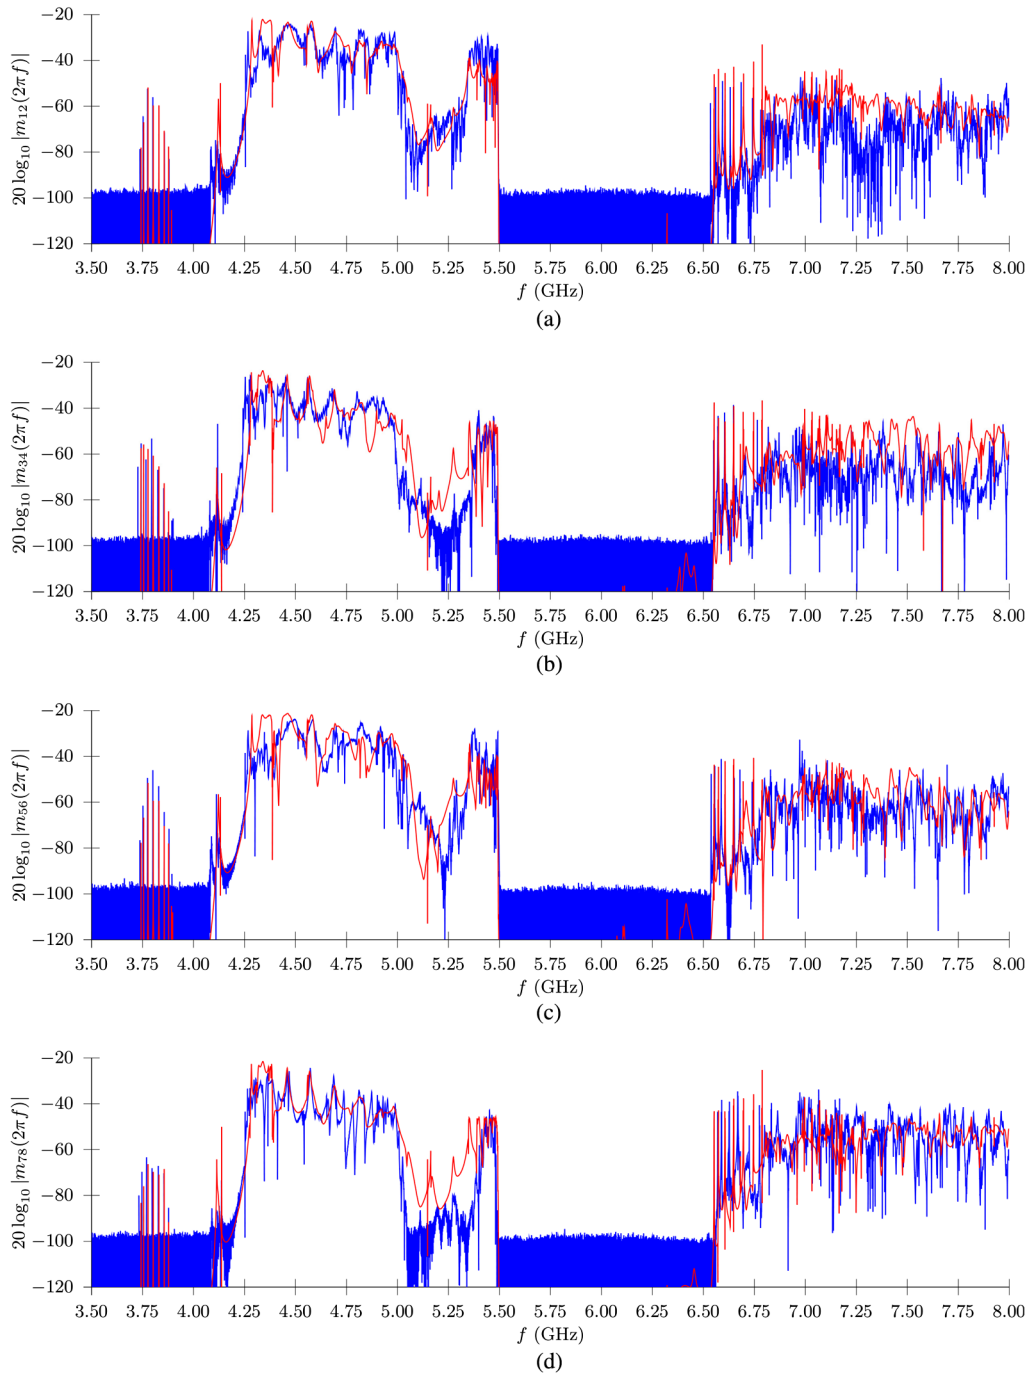 20 log₁₀ |m₁₂(2πf)|
−20
−40
−60
−80
−100
−120
3.50 3.75 4.00 4.25 4.50 4.75 5.00 5.25 5.50 5.75 6.00 6.25 6.50 6.75 7.00 7.25 7.50 7.75 8.00
f (GHz)
(a)
20 log₁₀ |m₃₄(2πf)|
−20
−40
−60
−80
−100
−120
3.50 3.75 4.00 4.25 4.50 4.75 5.00 5.25 5.50 5.75 6.00 6.25 6.50 6.75 7.00 7.25 7.50 7.75 8.00
f (GHz)
(b)
20 log₁₀ |m₅₆(2πf)|
−20
−40
−60
−80
−100
−120
3.50 3.75 4.00 4.25 4.50 4.75 5.00 5.25 5.50 5.75 6.00 6.25 6.50 6.75 7.00 7.25 7.50 7.75 8.00
f (GHz)
(c)
20 log₁₀ |m₇₈(2πf)|
−20
−40
−60
−80
−100
−120
3.50 3.75 4.00 4.25 4.50 4.75 5.00 5.25 5.50 5.75 6.00 6.25 6.50 6.75 7.00 7.25 7.50 7.75 8.00
f (GHz)
(d)